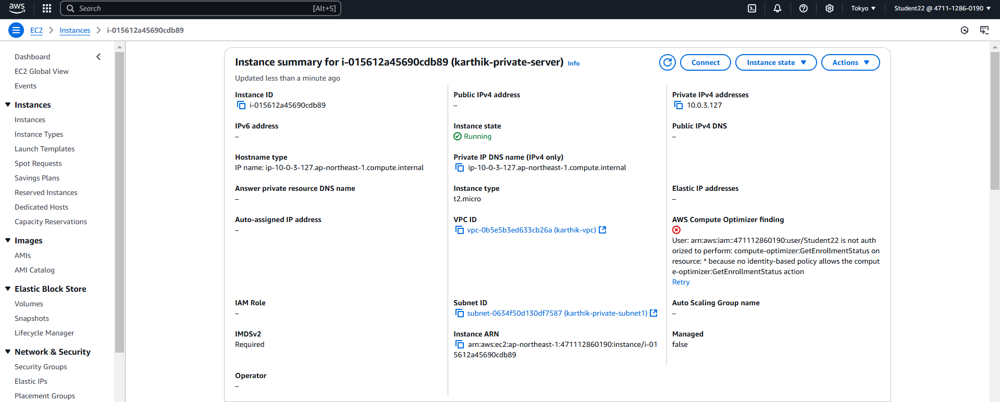 aws
Search
[Alt+S]
Tokyo
Student22 @ 4711-1286-0190
EC2
Instances
i-015612a45690cdb89
Dashboard
EC2 Global View
Events
Instances
Instances
Instance Types
Launch Templates
Spot Requests
Savings Plans
Reserved Instances
Dedicated Hosts
Capacity Reservations
Images
AMIs
AMI Catalog
Elastic Block Store
Volumes
Snapshots
Lifecycle Manager
Network & Security
Security Groups
Elastic IPs
Placement Groups
Instance summary for i-015612a45690cdb89 (karthik-private-server) Info
Connect
Instance state
Actions
Updated less than a minute ago
Instance ID
i-015612a45690cdb89
Public IPv4 address
–
Private IPv4 addresses
10.0.3.127
IPv6 address
–
Instance state
Running
Public IPv4 DNS
–
Hostname type
IP name: ip-10-0-3-127.ap-northeast-1.compute.internal
Private IP DNS name (IPv4 only)
ip-10-0-3-127.ap-northeast-1.compute.internal
Answer private resource DNS name
–
Instance type
t2.micro
Elastic IP addresses
–
Auto-assigned IP address
–
VPC ID
vpc-0b5e5b3ed633cb26a (karthik-vpc)
AWS Compute Optimizer finding
User: arn:aws:iam::471112860190:user/Student22 is not auth
orized to perform: compute-optimizer:GetEnrollmentStatus on
resource: * because no identity-based policy allows the comput
e-optimizer:GetEnrollmentStatus action
Retry
IAM Role
–
Subnet ID
subnet-0634f50d130df7587 (karthik-private-subnet1)
Auto Scaling Group name
–
IMDSv2
Required
Instance ARN
arn:aws:ec2:ap-northeast-1:471112860190:instance/i-01
5612a45690cdb89
Managed
false
Operator
–